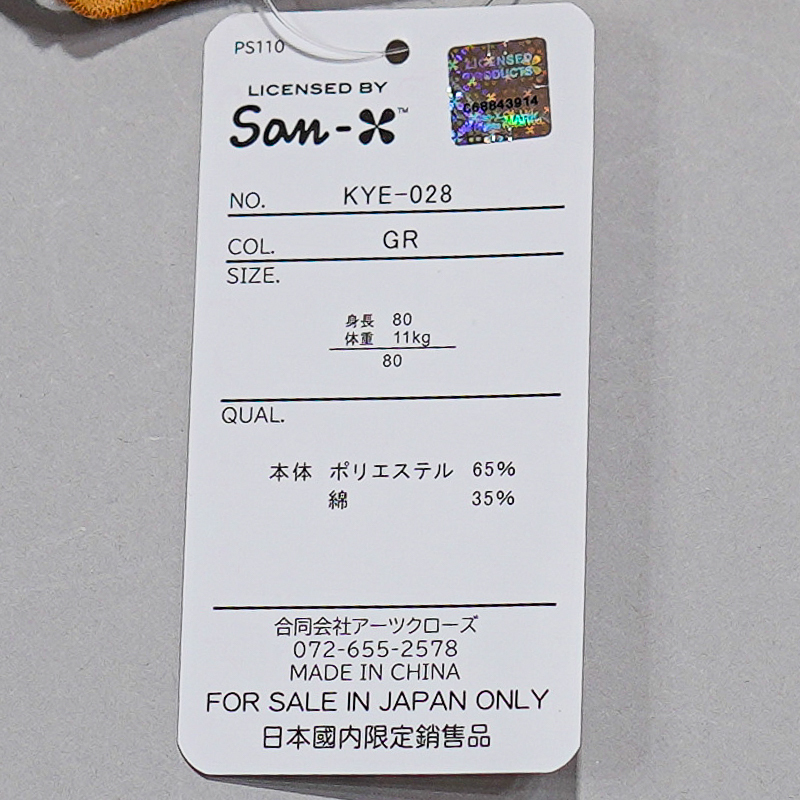 PS110
LICENSED BY
San-X™
LICENSED
PRODUCTS
C68843914
NO. KYE-028
COL. GR
SIZE.
身長 80
体重 11kg
80
QUAL.
本体 ポリエステル 65%
綿 35%
合同会社アーツクローズ
072-655-2578
MADE IN CHINA
FOR SALE IN JAPAN ONLY
日本國内限定銷售品